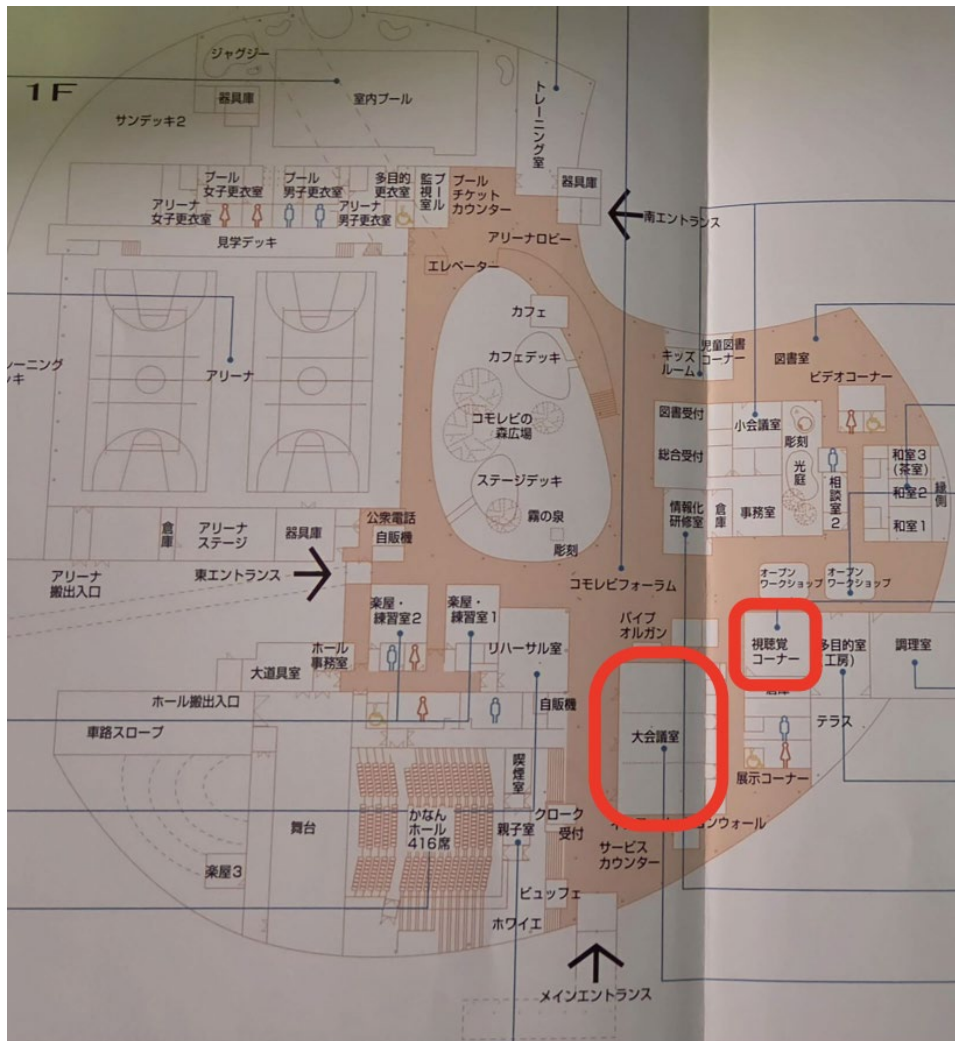 1F
ジャグジー
器具庫
室内プール
サンデッキ2
トレーニング室
プール
女子更衣室
プール
男子更衣室
多目的
更衣室
プール
監視室
プール
チケット
カウンター
器具庫
アリーナ
女子更衣室
アリーナ
男子更衣室
南エントランス
見学デッキ
アリーナロビー
エレベーター
カフェ
カフェデッキ
アリーナ
レーニング
ッキ
キッズ
ルーム
児童図書
コーナー
図書室
ビデオコーナー
コモレビの
森広場
図書受付
小会議室
彫刻
総合受付
光庭
和室3
(茶室)
ステージデッキ
相談室2
和室2
縁側
霧の泉
情報化
研修室
倉庫
事務室
和室1
公衆電話
自販機
彫刻
倉庫
アリーナ
ステージ
器具庫
アリーナ
搬出入口
東エントランス
コモレビフォーラム
オープン
ワークショップ
オープン
ワークショップ
楽屋・
練習室2
楽屋・
練習室1
パイプ
オルガン
視聴覚
コーナー
多目的室
工房)
調理室
ホール
事務室
リハーサル室
大道具室
倉庫
ホール搬出入口
自販機
車路スロープ
テラス
大会議室
喫煙室
展示コーナー
舞台
かなん
ホール
416席
親子室
クローク
受付
ンウォール
サービス
カウンター
楽屋3
ビュッフェ
ホワイエ
メインエントランス